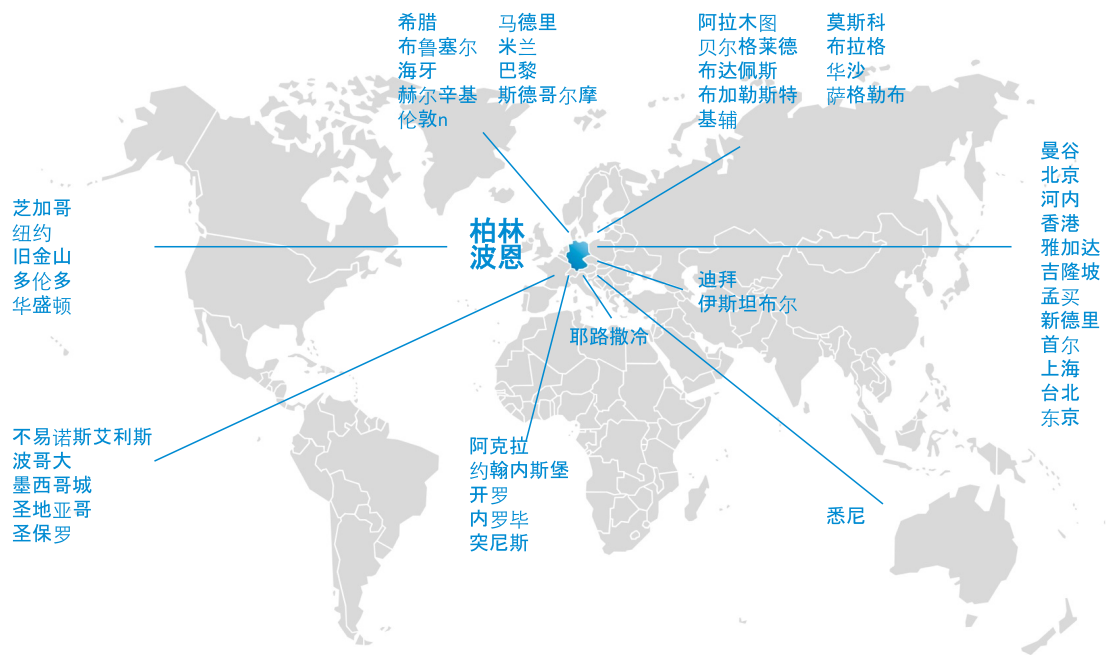 希腊
布鲁塞尔
海牙
赫尔辛基
伦敦n
马德里
米兰
巴黎
斯德哥尔摩
阿拉木图
贝尔格莱德
布达佩斯
布加勒斯特
基辅
莫斯科
布拉格
华沙
萨格勒布
芝加哥
纽约
旧金山
多伦多
华盛顿
柏林
波恩
曼谷
北京
河内
香港
雅加达
吉隆坡
孟买
新德里
首尔
上海
台北
东京
迪拜
伊斯坦布尔
耶路撒冷
不易诺斯艾利斯
波哥大
墨西哥城
圣地亚哥
圣保罗
阿克拉
约翰内斯堡
开罗
内罗毕
突尼斯
悉尼